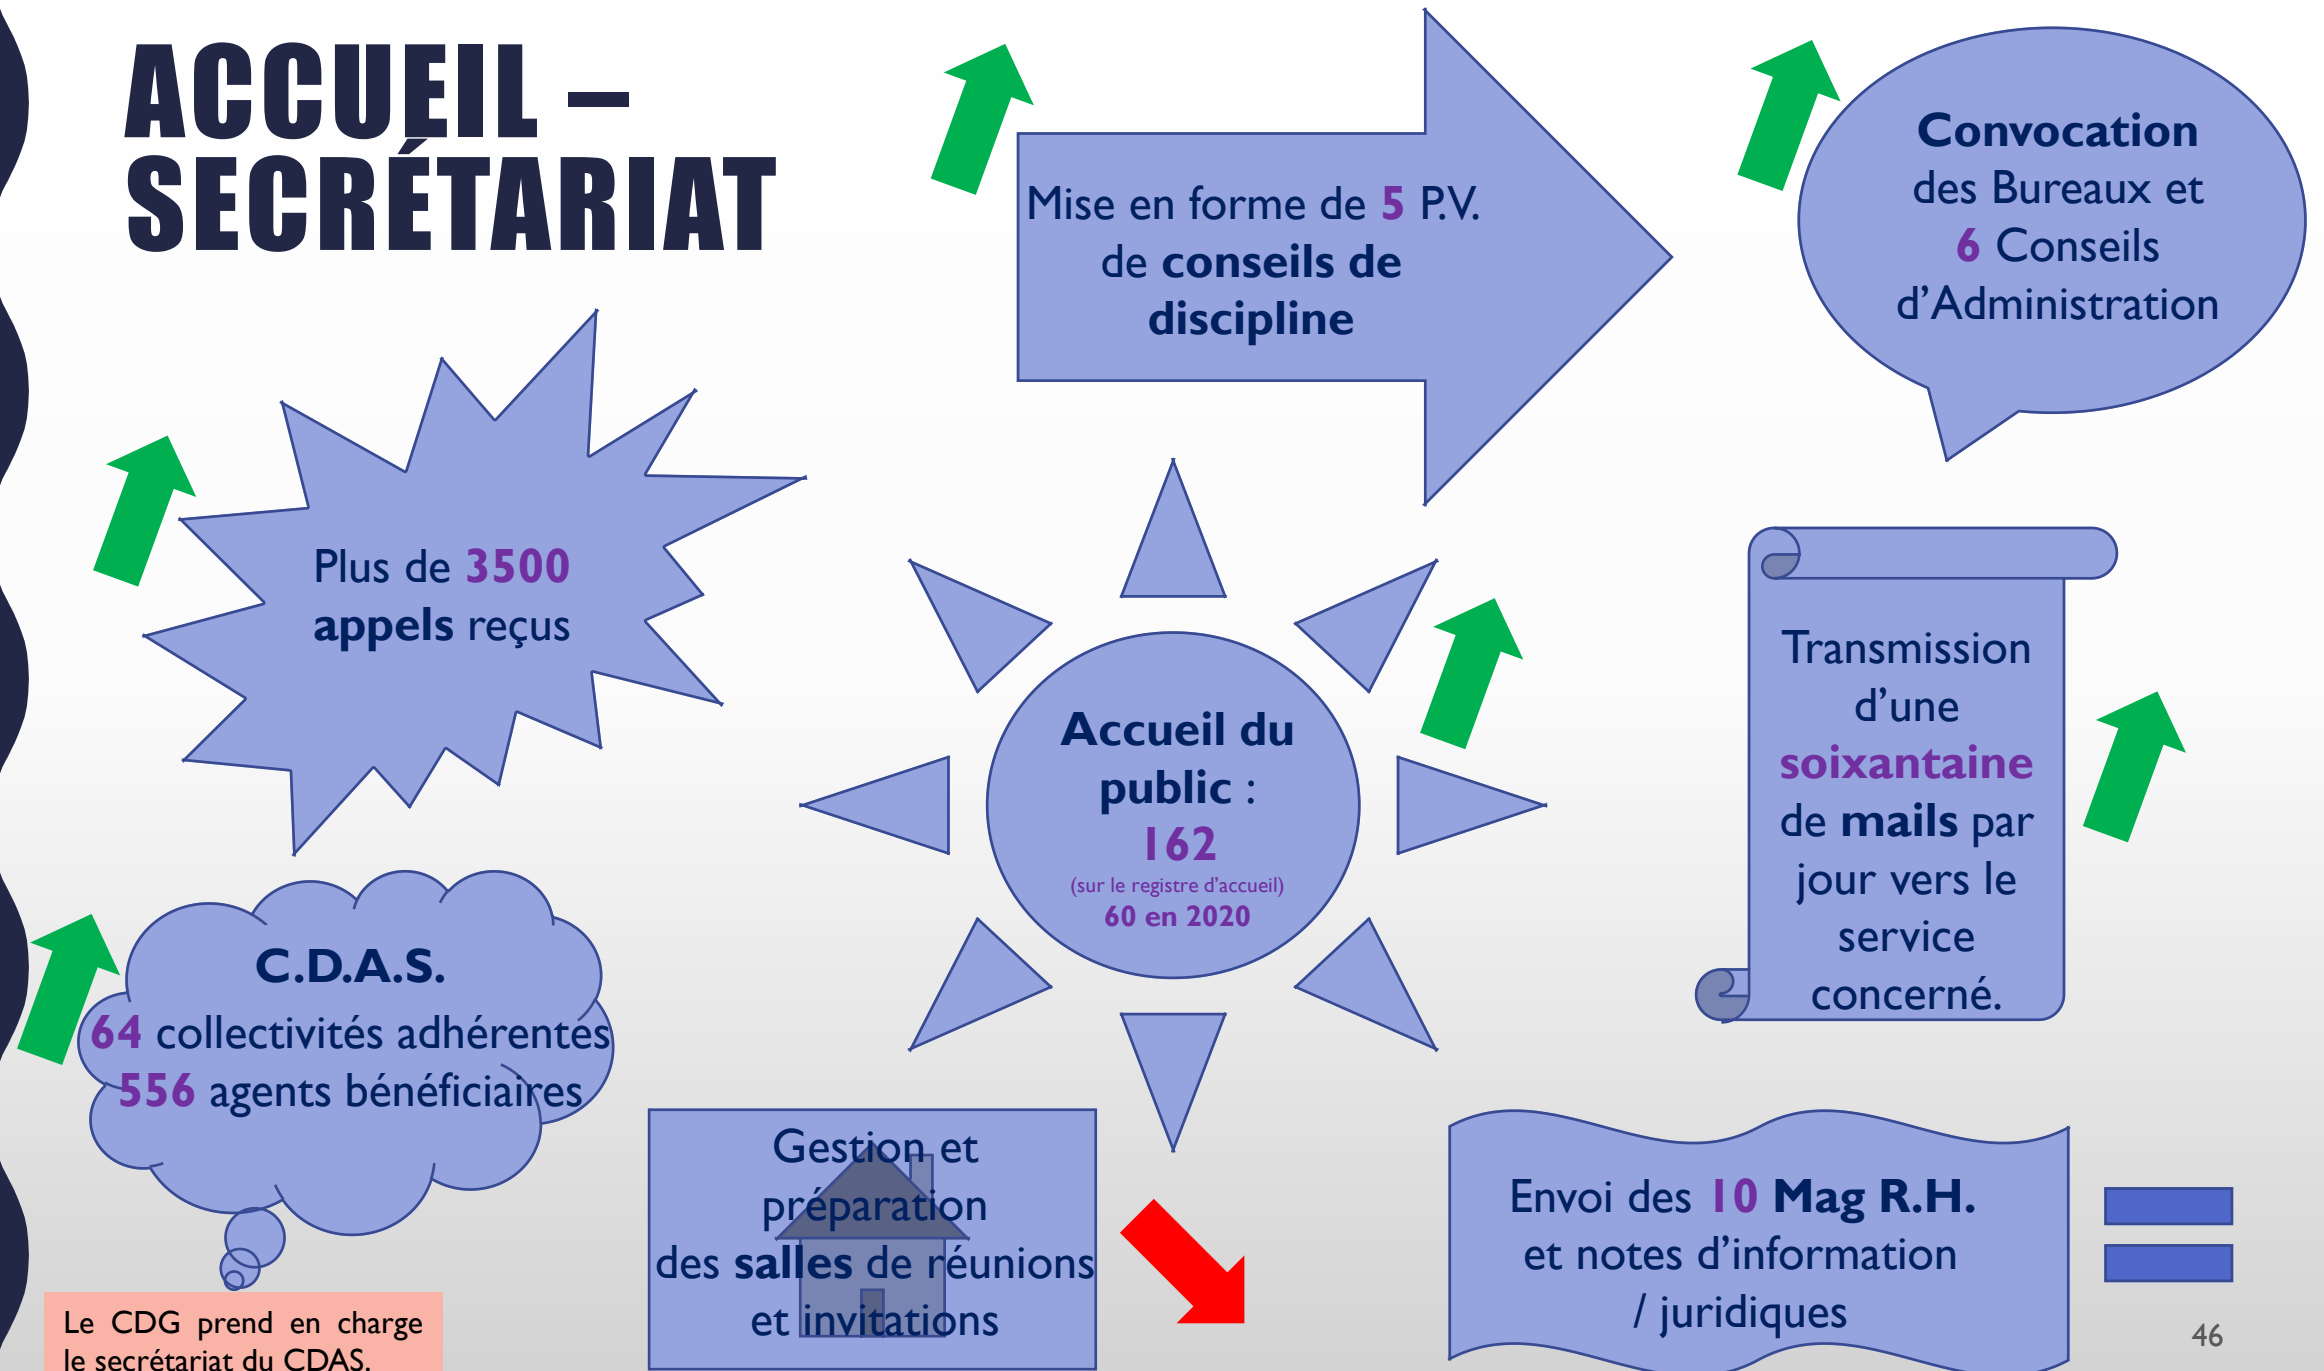 ACCUEIL –
SECRÉTARIAT
Mise en forme de 5 P.V.
de conseils de
discipline
Convocation
des Bureaux et
6 Conseils
d’Administration
Plus de 3500
appels reçus
Accueil du
public :
162
(sur le registre d’accueil)
60 en 2020
Transmission
d’une
soixantaine
de mails par
jour vers le
service
concerné.
C.D.A.S.
64 collectivités adhérentes
556 agents bénéficiaires
Gestion et
préparation
des salles de réunions
et invitations
Envoi des 10 Mag R.H.
et notes d’information
/ juridiques
Le CDG prend en charge
le secrétariat du CDAS.
46